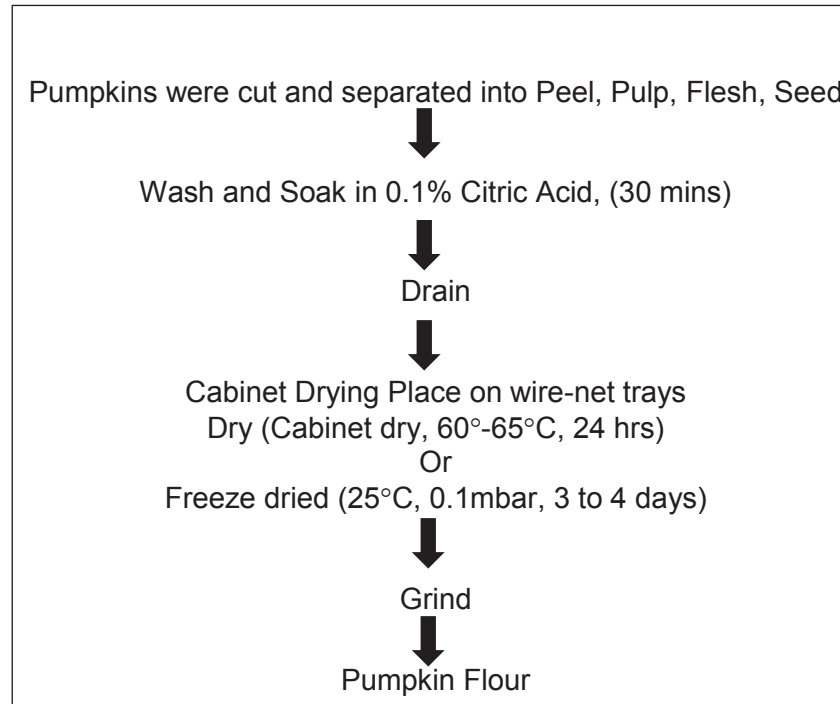 Pumpkins were cut and separated into Peel, Pulp, Flesh, Seed
Wash and Soak in 0.1% Citric Acid, (30 mins)
Drain
Cabinet Drying Place on wire-net trays
Dry (Cabinet dry, 60°-65°C, 24 hrs)
Or
Freeze dried (25°C, 0.1mbar, 3 to 4 days)
Grind
Pumpkin Flour